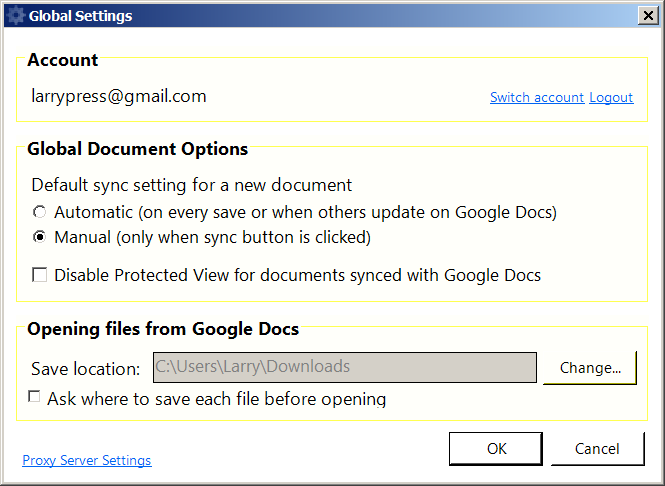 Global Settings
Account
larrypress@gmail.com
Switch account Logout
Global Document Options
Default sync setting for a new document
Automatic (on every save or when others update on Google Docs)
Manual (only when sync button is clicked)
Disable Protected View for documents synced with Google Docs
Opening files from Google Docs
Save location: C:\Users\Larry\Downloads Change...
Ask where to save each file before opening
Proxy Server Settings OK Cancel